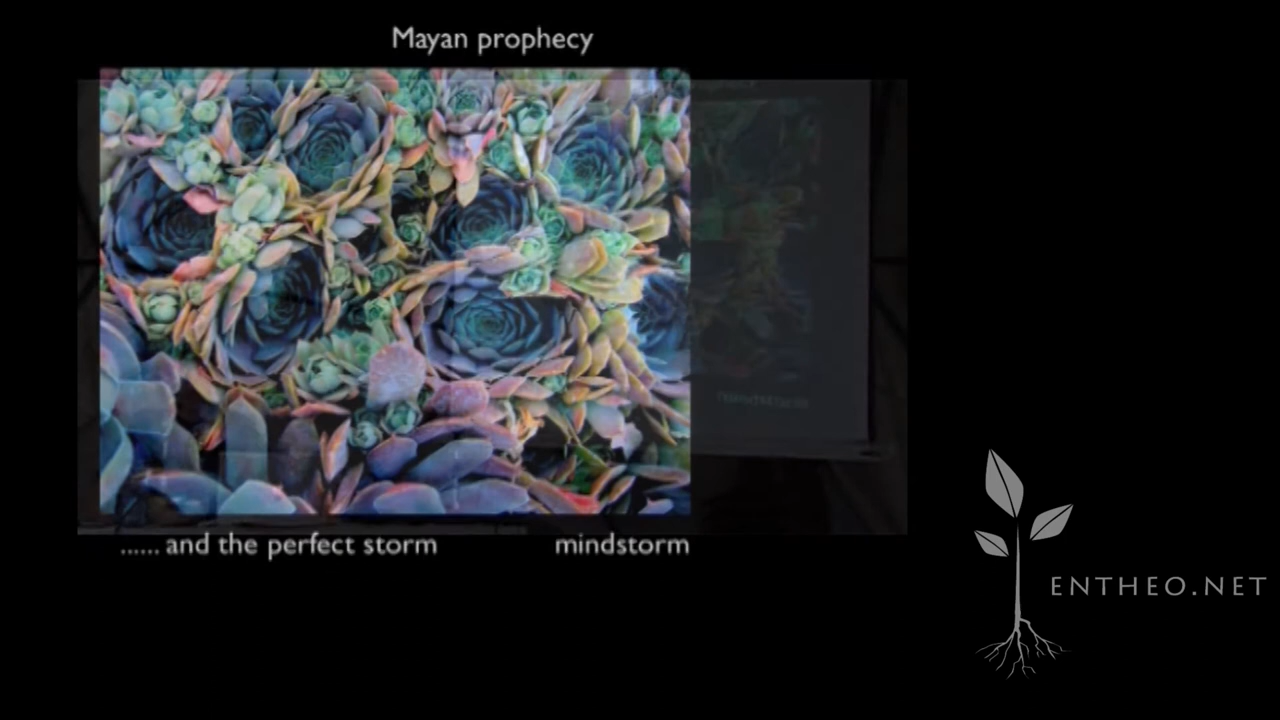 Mayan prophecy
...... and the perfect storm mindstorm
ENTHEO.NET